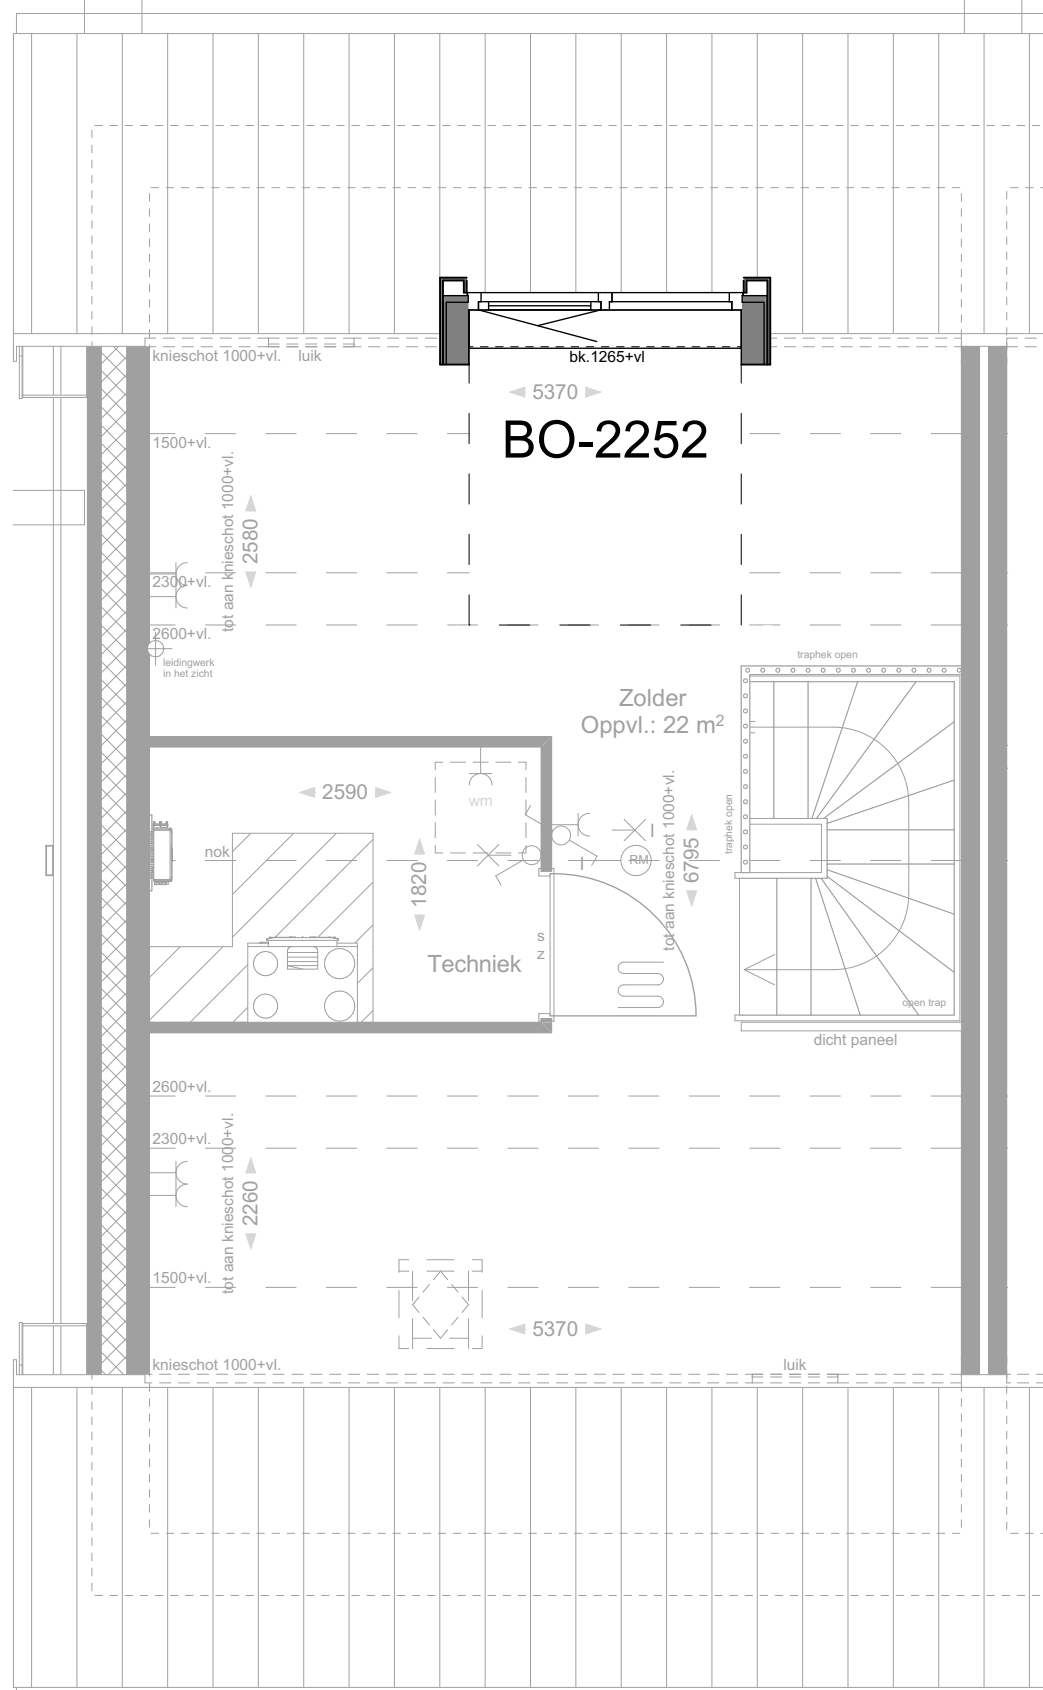 knieschot 1000+vl.
luik
bk.1265+vl
5370
BO-2252
1500+vl.
tot aan knieschot 1000+vl.
2580
2300+vl.
2600+vl.
leidingwerk
in het zicht
traphek open
Zolder
Oppvl.: 22 m²
2590
wm
traphek open
nok
1820
RM
tot aan knieschot 1000+vl.
6795
s
z
Techniek
open trap
dicht paneel
2600+vl.
2300+vl.
tot aan knieschot 1000+vl.
2260
1500+vl.
5370
knieschot 1000+vl.
luik